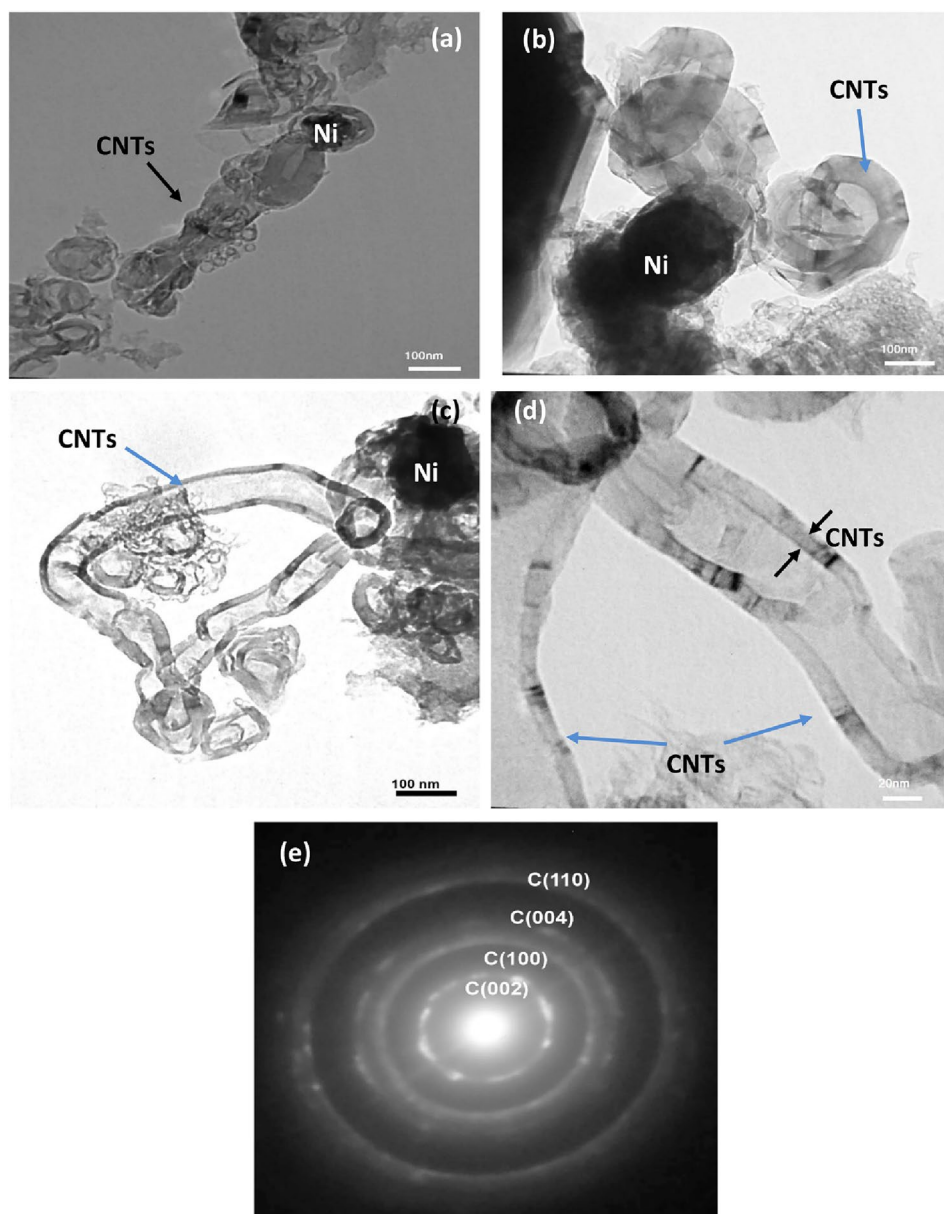 (a)
Ni
CNTs
100nm
(b)
CNTs
Ni
100nm
(c)
CNTs
Ni
100 nm
(d)
CNTs
CNTs
20nm
(e)
C(110)
C(004)
C(100)
C(002)